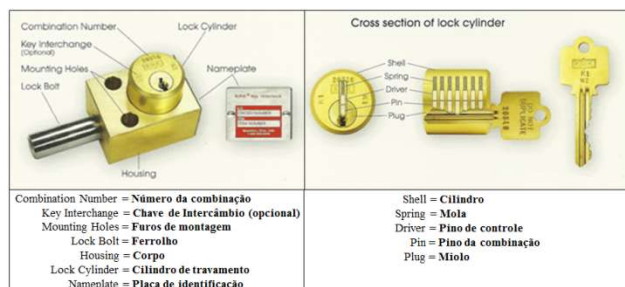 Combination Number
Lock Cylinder
Key Interchange
(Optional)
Mounting Holes
Nameplate
Lock Bolt
Housing
Cross section of lock cylinder
Shell
Spring
Driver
Pin
Plug
Combination Number = Número da combinação
Key Interchange = Chave de Intercâmbio (opcional)
Mounting Holes = Furos de montagem
Lock Bolt = Ferrolho
Housing = Corpo
Lock Cylinder = Cilindro de travamento
Nameplate = Placa de identificação
Shell = Cilindro
Spring = Mola
Driver = Pino de controle
Pin = Pino da combinação
Plug = Miolo